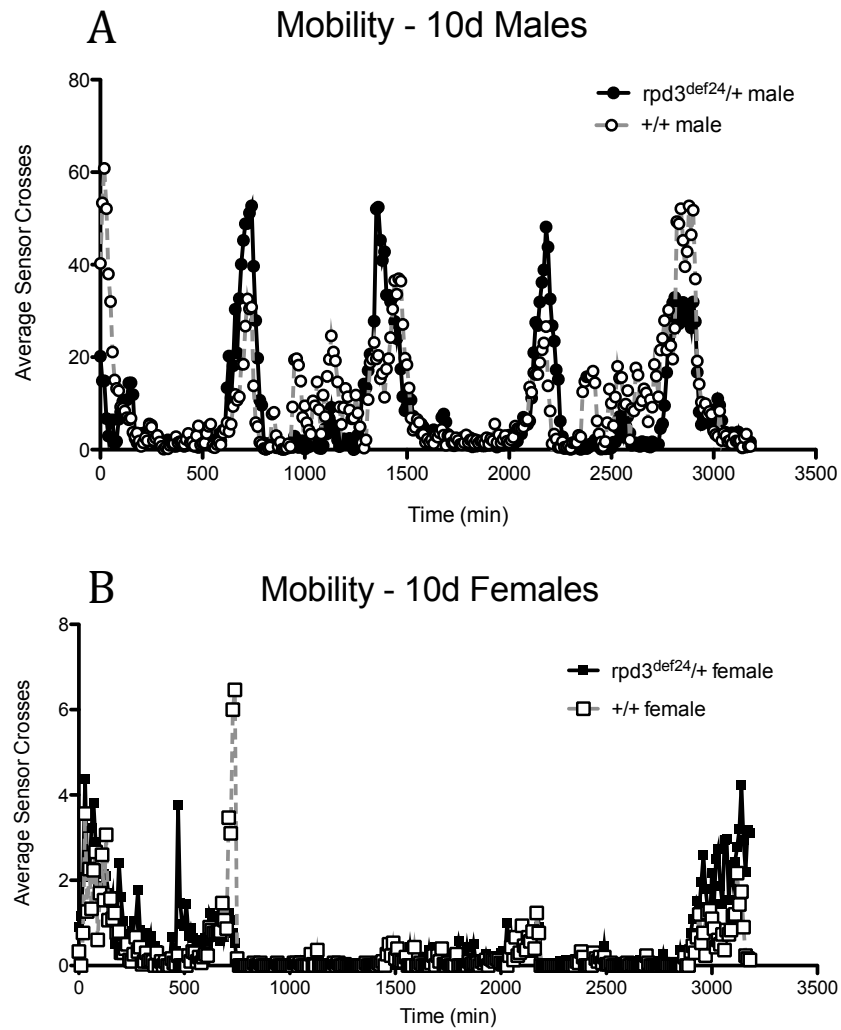 A
Mobility - 10d Males
80
60
40
20
0
Average Sensor Crosses
rpd3def24/+ male
+/+ male
0 500 1000 1500 2000 2500 3000 3500
Time (min)
B
Mobility - 10d Females
8
6
4
2
0
Average Sensor Crosses
rpd3def24/+ female
+/+ female
0 500 1000 1500 2000 2500 3000 3500
Time (min)